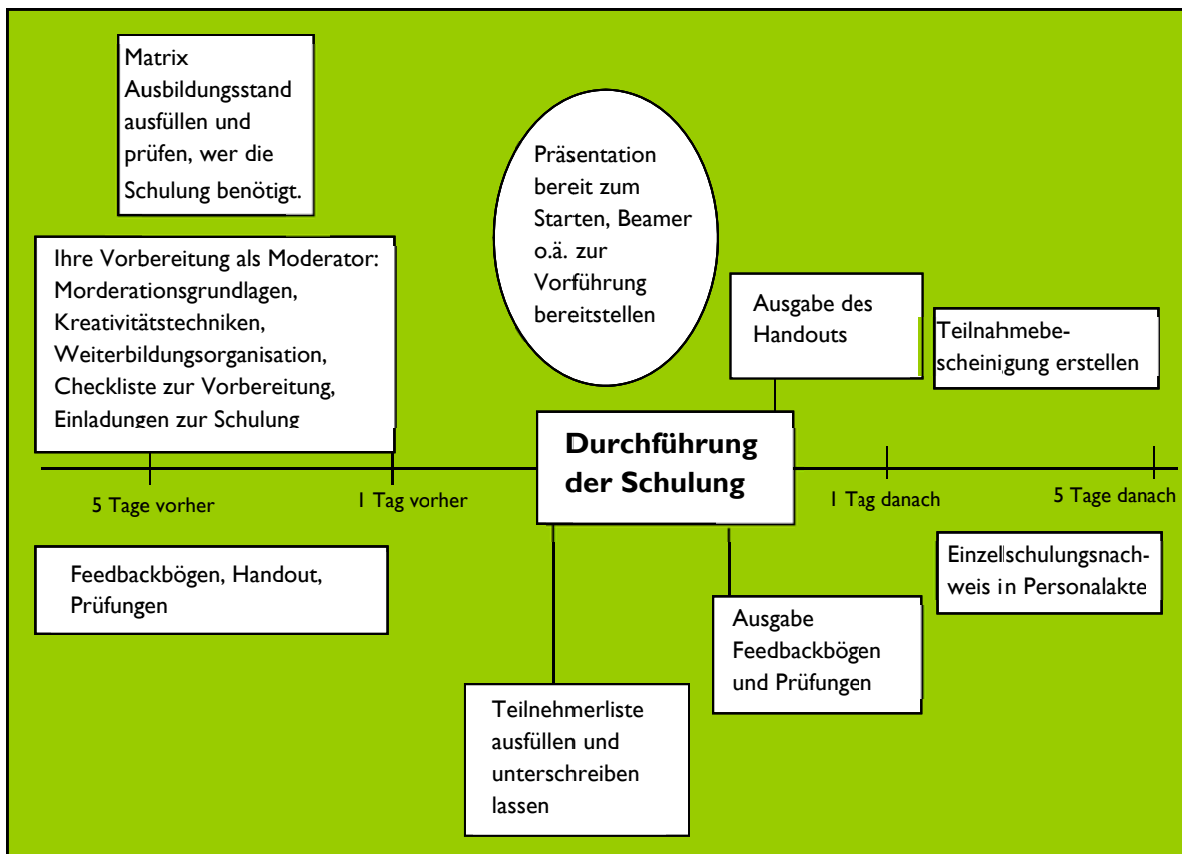 Matrix
Ausbildungsstand
ausfüllen und
prüfen, wer die
Schulung benötigt.
Ihre Vorbereitung als Moderator:
Morderationsgrundlagen,
Kreativitätstechniken,
Weiterbildungsorganisation,
Checkliste zur Vorbereitung,
Einladungen zur Schulung
Präsentation
bereit zum
Starten, Beamer
o.ä. zur
Vorführung
bereitstellen
Ausgabe des
Handouts
Teilnahmebe-
scheinigung erstellen
Durchführung
der Schulung
5 Tage vorher
1 Tag vorher
1 Tag danach
5 Tage danach
Feedbackbögen, Handout,
Prüfungen
Teilnehmerliste
ausfüllen und
unterschreiben
lassen
Ausgabe
Feedbackbögen
und Prüfungen
Einzelschulungsnach-
weis in Personalakte